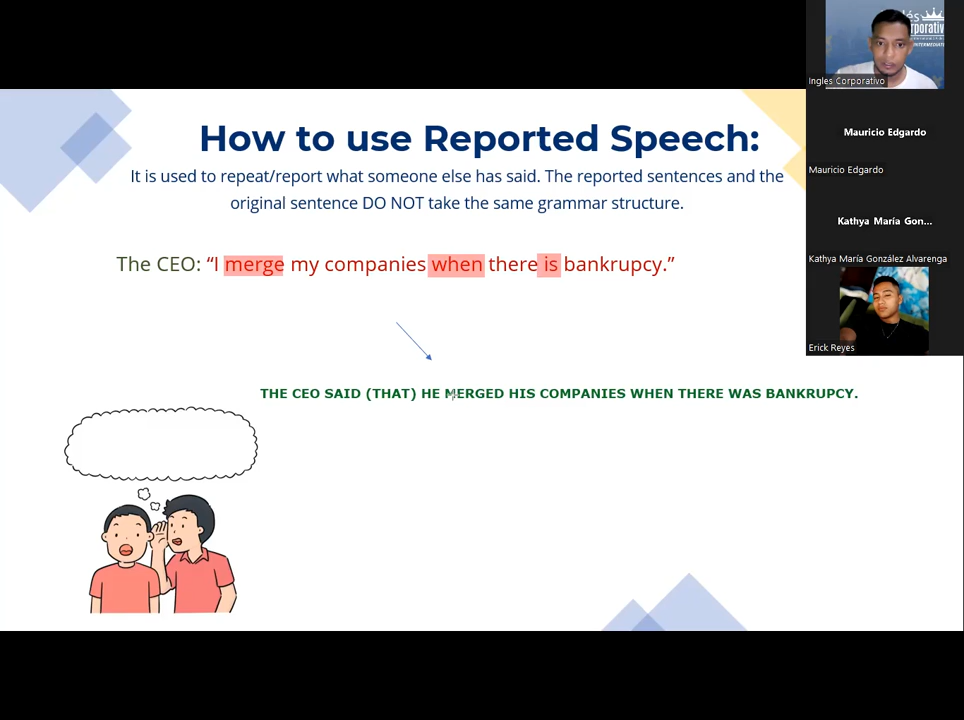 How to use Reported Speech:
It is used to repeat/report what someone else has said. The reported sentences and the
original sentence DO NOT take the same grammar structure.
The CEO: “I merge my companies when there is bankrupcy.”
THE CEO SAID (THAT) HE MERGED HIS COMPANIES WHEN THERE WAS BANKRUPCY.
Ingles Corporativo
Mauricio Edgardo
Mauricio Edgardo
Kathya María Gon...
Kathya María González Alvarenga
Erick Reyes